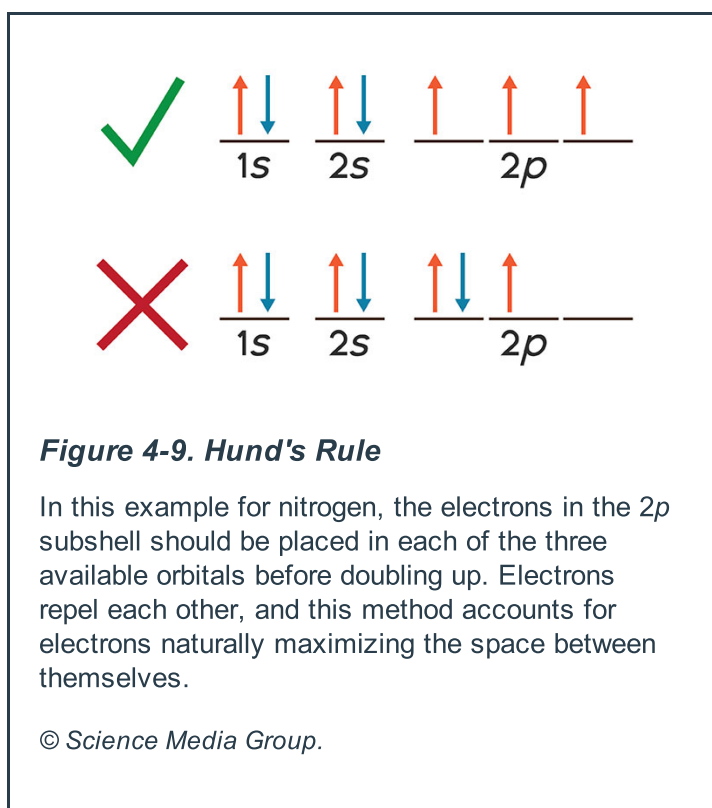 1s 2s 2p
1s 2s 2p
Figure 4-9. Hund's Rule
In this example for nitrogen, the electrons in the 2p
subshell should be placed in each of the three
available orbitals before doubling up. Electrons
repel each other, and this method accounts for
electrons naturally maximizing the space between
themselves.
© Science Media Group.